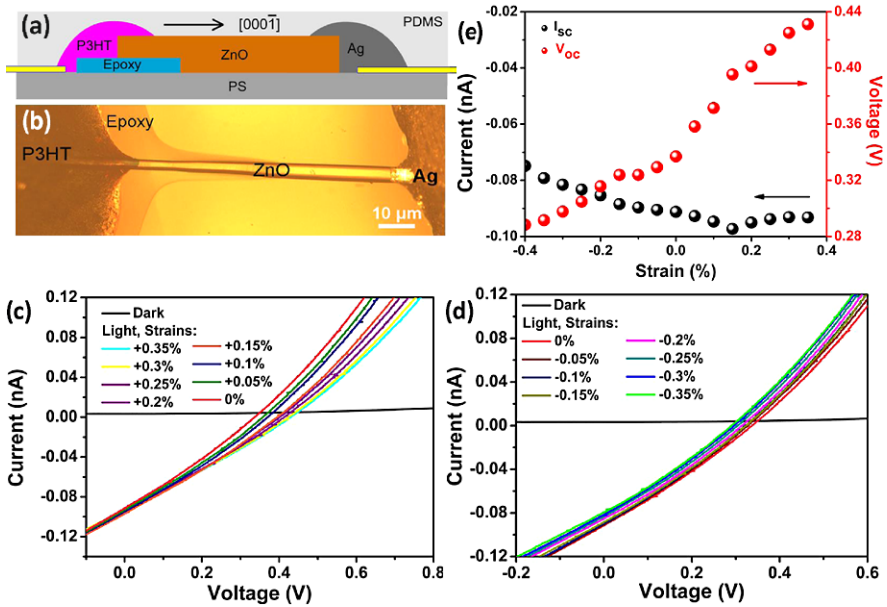 (a)
[0001̄]
PDMS
P3HT
ZnO
Ag
Epoxy
PS
(b)
Epoxy
P3HT
ZnO
Ag
10 μm
(e)
Isc
Voc
Current (nA)
-0.02
-0.04
-0.06
-0.08
-0.10
-0.4
-0.2
0.0
0.2
0.4
Strain (%)
0.44
0.40
0.36
0.32
0.28
Voltage (V)
(c)
Dark
Light, Strains:
+0.35%
+0.3%
+0.25%
+0.2%
+0.15%
+0.1%
+0.05%
0%
Current (nA)
0.12
0.08
0.04
0.00
-0.04
-0.08
-0.12
0.0
0.2
0.4
0.6
0.8
Voltage (V)
(d)
Dark
Light, Strains:
0%
-0.05%
-0.1%
-0.15%
-0.2%
-0.25%
-0.3%
-0.35%
Current (nA)
0.12
0.08
0.04
0.00
-0.04
-0.08
-0.12
-0.2
0.0
0.2
0.4
0.6
Voltage (V)